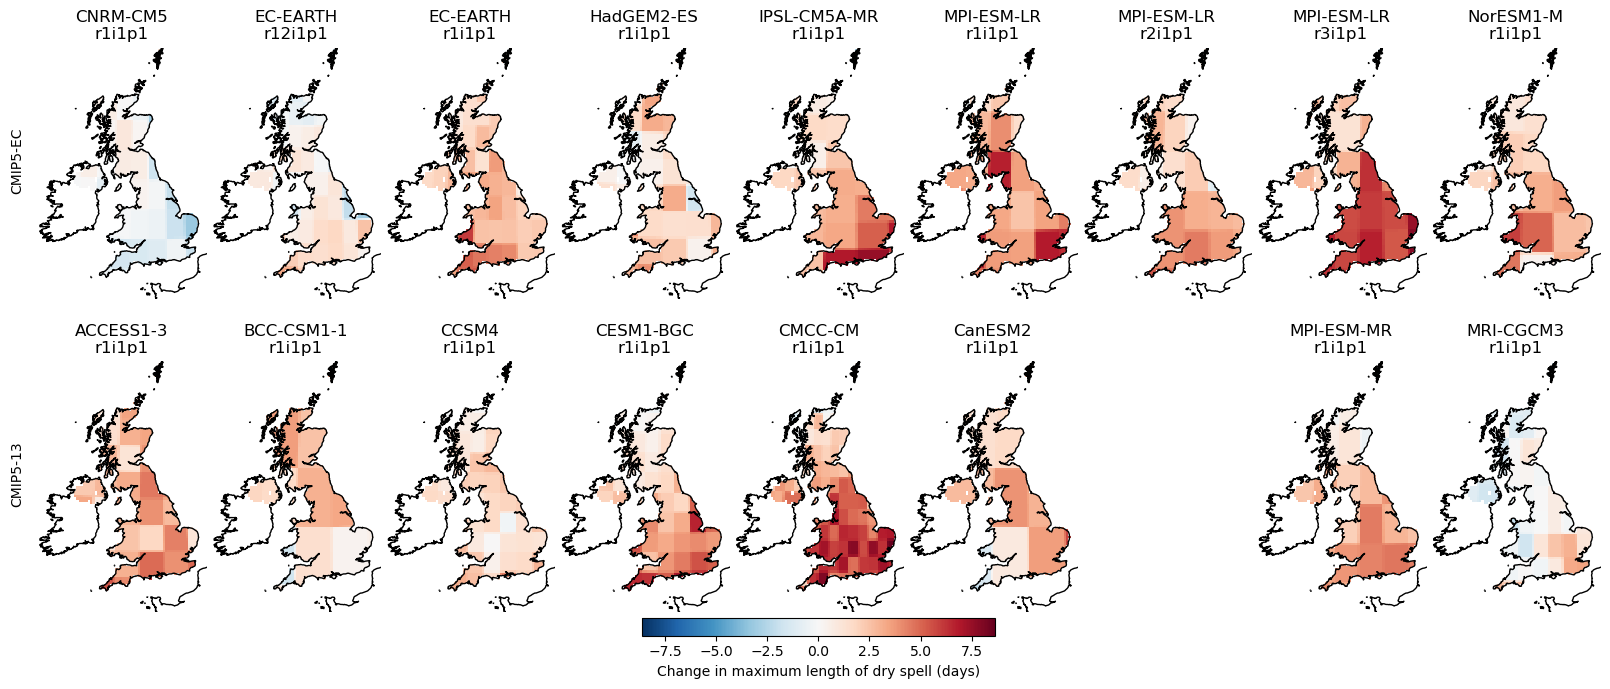 CNRM-CM5
r1i1p1
EC-EARTH
r12i1p1
EC-EARTH
r1i1p1
HadGEM2-ES
r1i1p1
IPSL-CM5A-MR
r1i1p1
MPI-ESM-LR
r1i1p1
MPI-ESM-LR
r2i1p1
MPI-ESM-LR
r3i1p1
NorESM1-M
r1i1p1
CMIP5-EC
ACCESS1-3
r1i1p1
BCC-CSM1-1
r1i1p1
CCSM4
r1i1p1
CESM1-BGC
r1i1p1
CMCC-CM
r1i1p1
CanESM2
r1i1p1
MPI-ESM-MR
r1i1p1
MRI-CGCM3
r1i1p1
CMIP5-13
−7.5 −5.0 −2.5 0.0 2.5 5.0 7.5
Change in maximum length of dry spell (days)